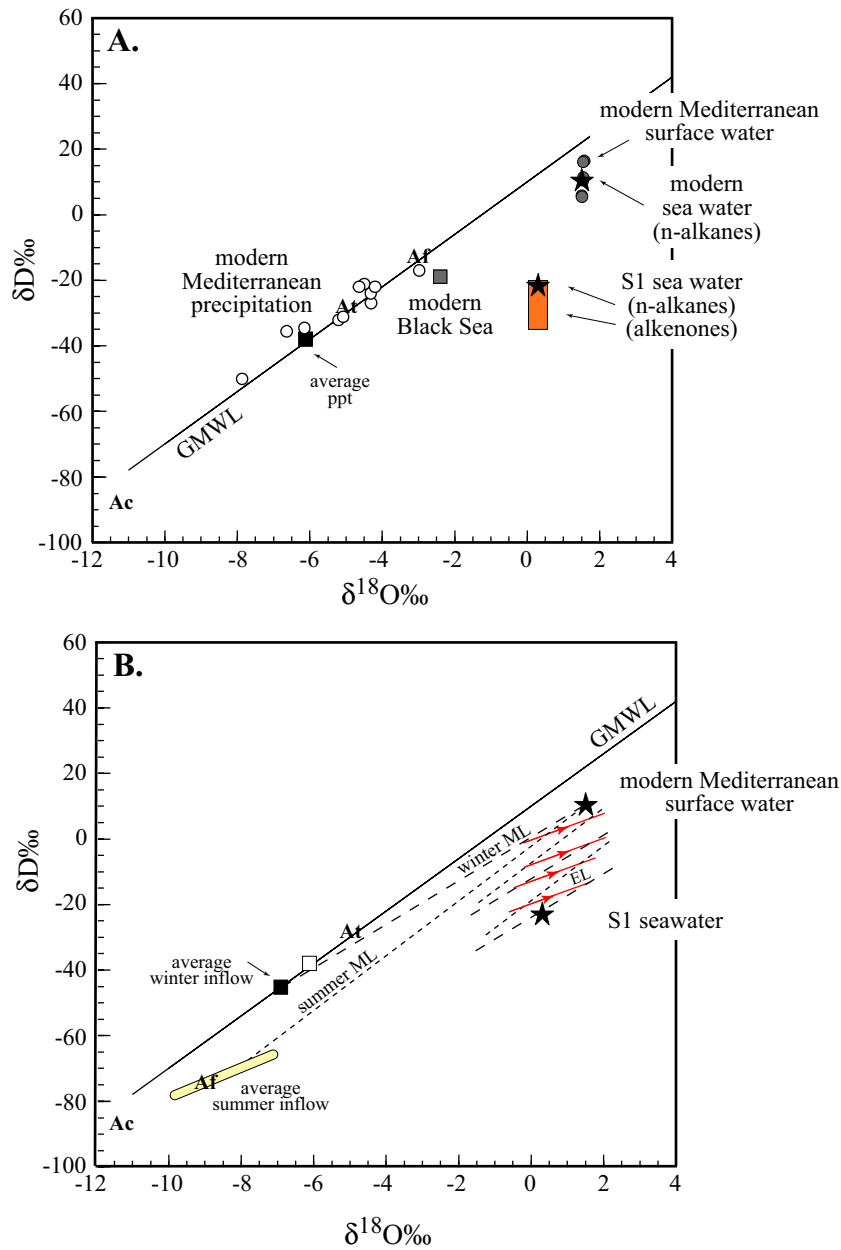 A.
60
40
20
0
-20
-40
-60
-80
-100
δD‰
-12
-10
-8
-6
-4
-2
0
2
4
δ18O‰
modern Mediterranean
surface water
modern
sea water
(n-alkanes)
S1 sea water
(n-alkanes)
(alkenones)
modern
Mediterranean
precipitation
Af
At
modern
Black Sea
average
ppt
GMWL
Ac
B.
60
40
20
0
-20
-40
-60
-80
-100
δD‰
-12
-10
-8
-6
-4
-2
0
2
4
δ18O‰
GMWL
modern Mediterranean
surface water
winter ML
EL
S1 seawater
At
average
winter inflow
summer ML
Af
average
summer inflow
Ac